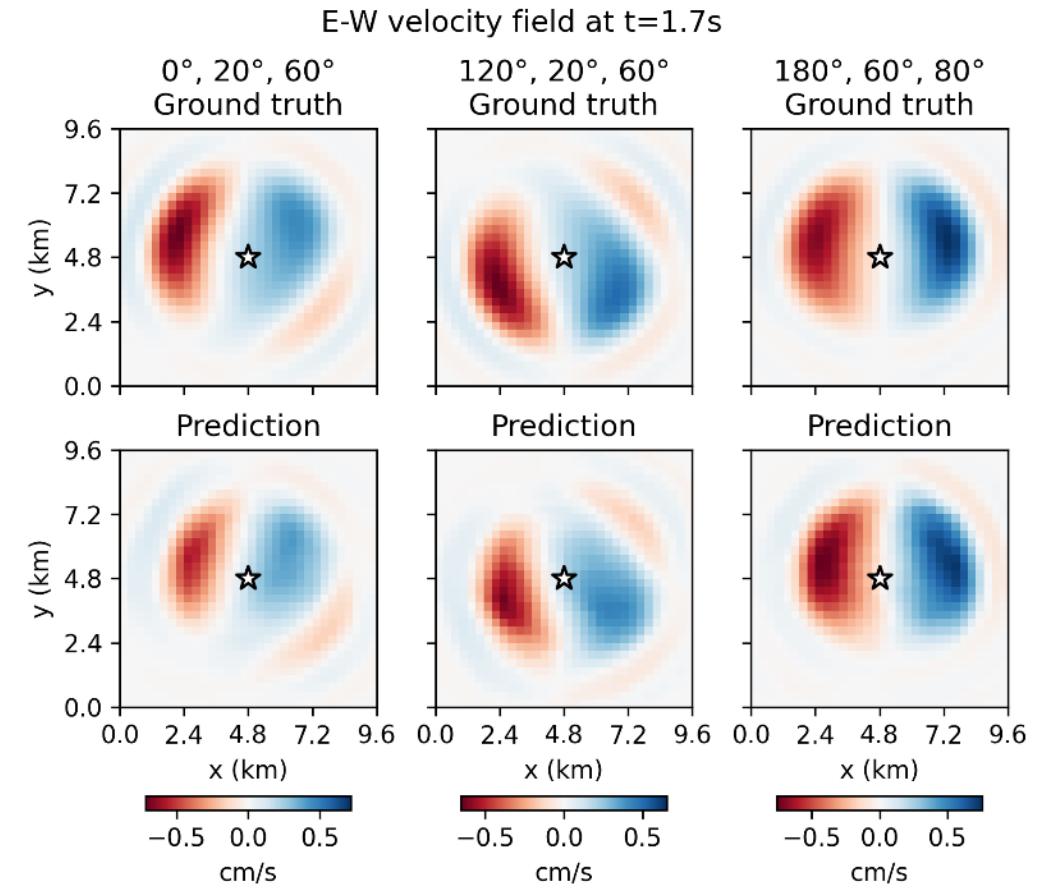 E-W velocity field at t=1.7s
0°, 20°, 60° 120°, 20°, 60° 180°, 60°, 80°
Ground truth Ground truth Ground truth
9.6
7.2
4.8
2.4
0.0
y (km)
Prediction Prediction Prediction
9.6
7.2
4.8
2.4
0.0
y (km)
0.0 2.4 4.8 7.2 9.6 0.0 2.4 4.8 7.2 9.6 0.0 2.4 4.8 7.2 9.6
x (km) x (km) x (km)
−0.5 0.0 0.5 −0.5 0.0 0.5 −0.5 0.0 0.5
cm/s cm/s cm/s